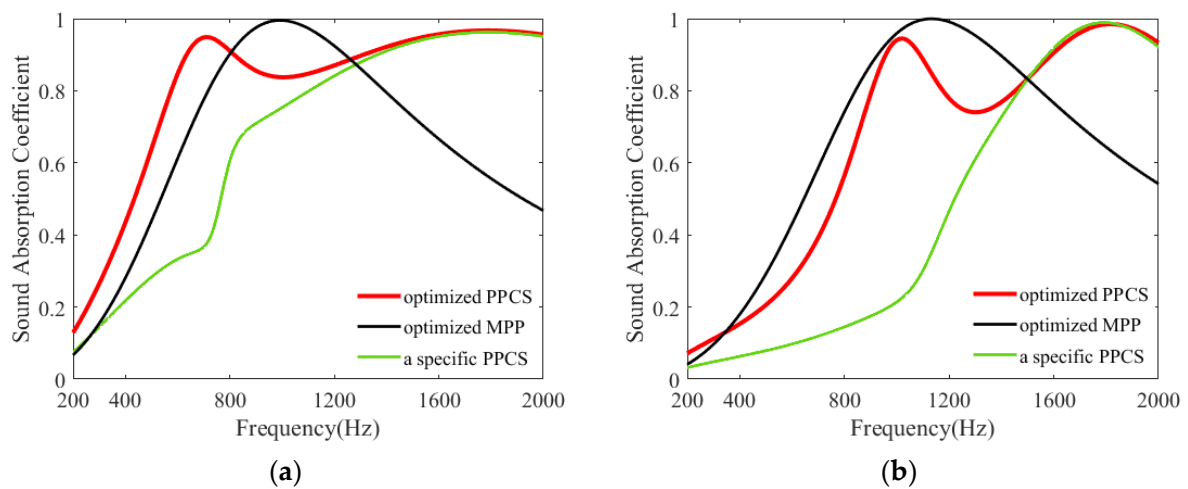 1
0.8
0.6
0.4
0.2
0
Sound Absorption Coefficient
optimized PPCS
optimized MPP
a specific PPCS
200 400 800 1200 1600 2000
Frequency(Hz)
(a)
1
0.8
0.6
0.4
0.2
0
Sound Absorption Coefficient
optimized PPCS
optimized MPP
a specific PPCS
200 400 800 1200 1600 2000
Frequency(Hz)
(b)